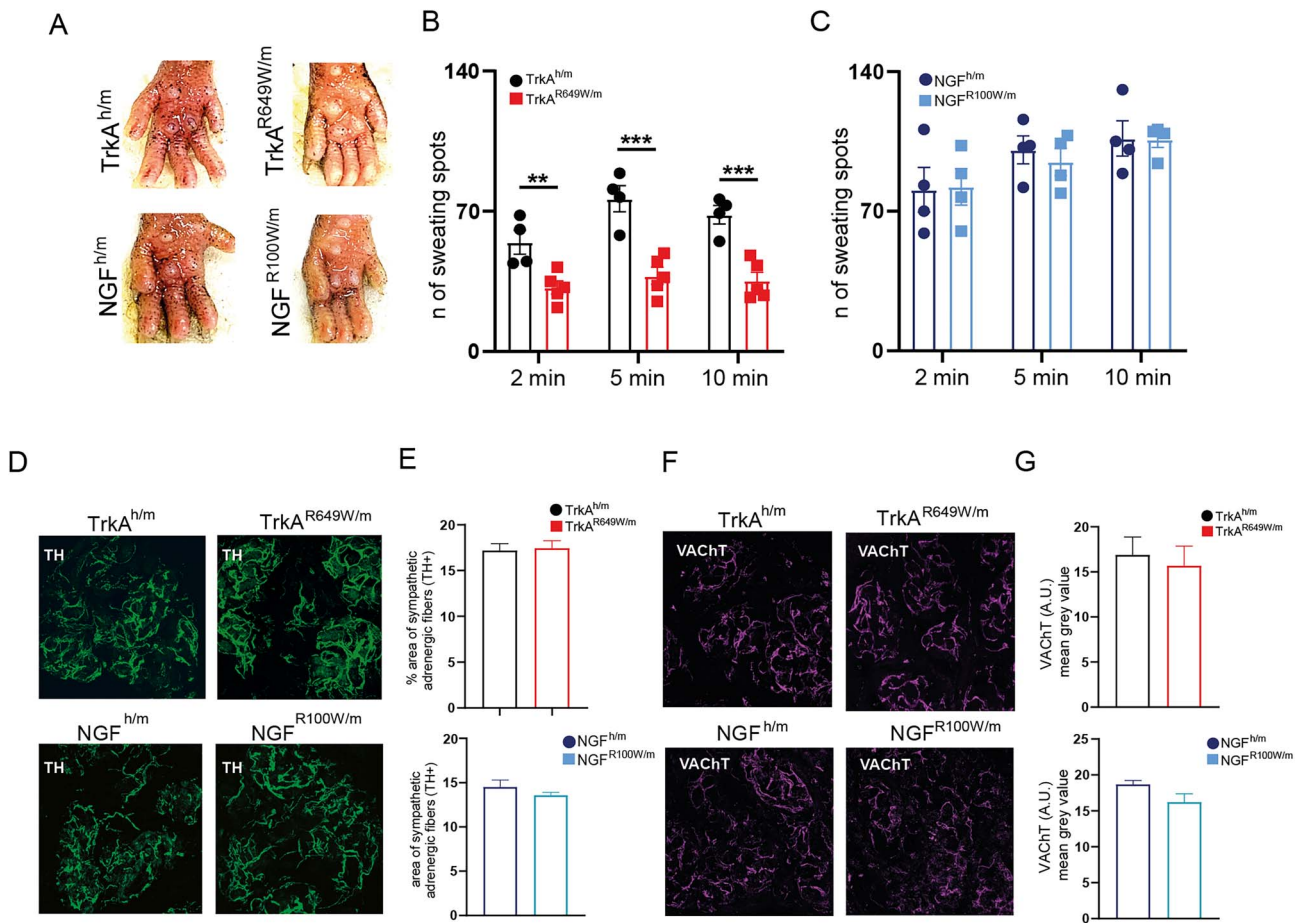 A
TrkA h/m
TrkA R649W/m
NGF h/m
NGF R100W/m
B
140
70
0
n of sweating spots
TrkA h/m
TrkA R649W/m
**
***
***
2 min
5 min
10 min
C
140
70
0
n of sweating spots
NGF h/m
NGF R100W/m
2 min
5 min
10 min
D
TrkA h/m
TrkA R649W/m
TH
TH
NGF h/m
NGF R100W/m
TH
TH
E
TrkA h/m
TrkA R649W/m
20
15
10
5
0
% area of sympathetic
adrenergic fibers (TH+)
NGF h/m
NGF R100W/m
20
15
10
5
0
area of sympathetic
adrenergic fibers (TH+)
F
TrkA h/m
TrkA R649W/m
VAChT
VAChT
NGF h/m
NGF R100W/m
VAChT
VAChT
G
TrkA h/m
TrkA R649W/m
20
15
10
5
0
VAChT (A.U.)
mean grey value
NGF h/m
NGF R100W/m
25
20
15
10
5
0
VAChT (A.U.)
mean grey value